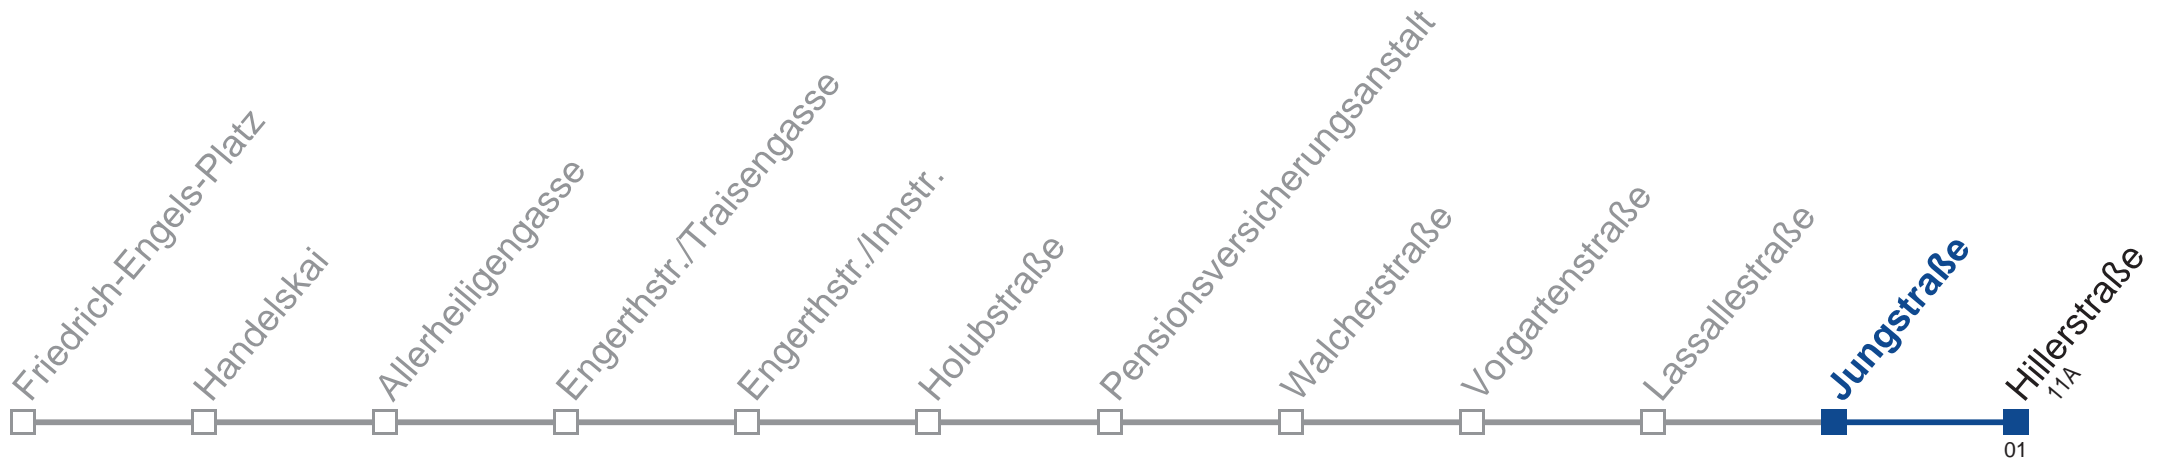 Friedrich-Engels-Platz
Handelskai
Allerheiligengasse
Engerthstr./Traisengasse
Engerthstr./Innstr.
Holubstraße
Pensionsversicherungsanstalt
Walcherstraße
Vorgartenstraße
Lassallestraße
Jungstraße
Hillerstraße
11A
01